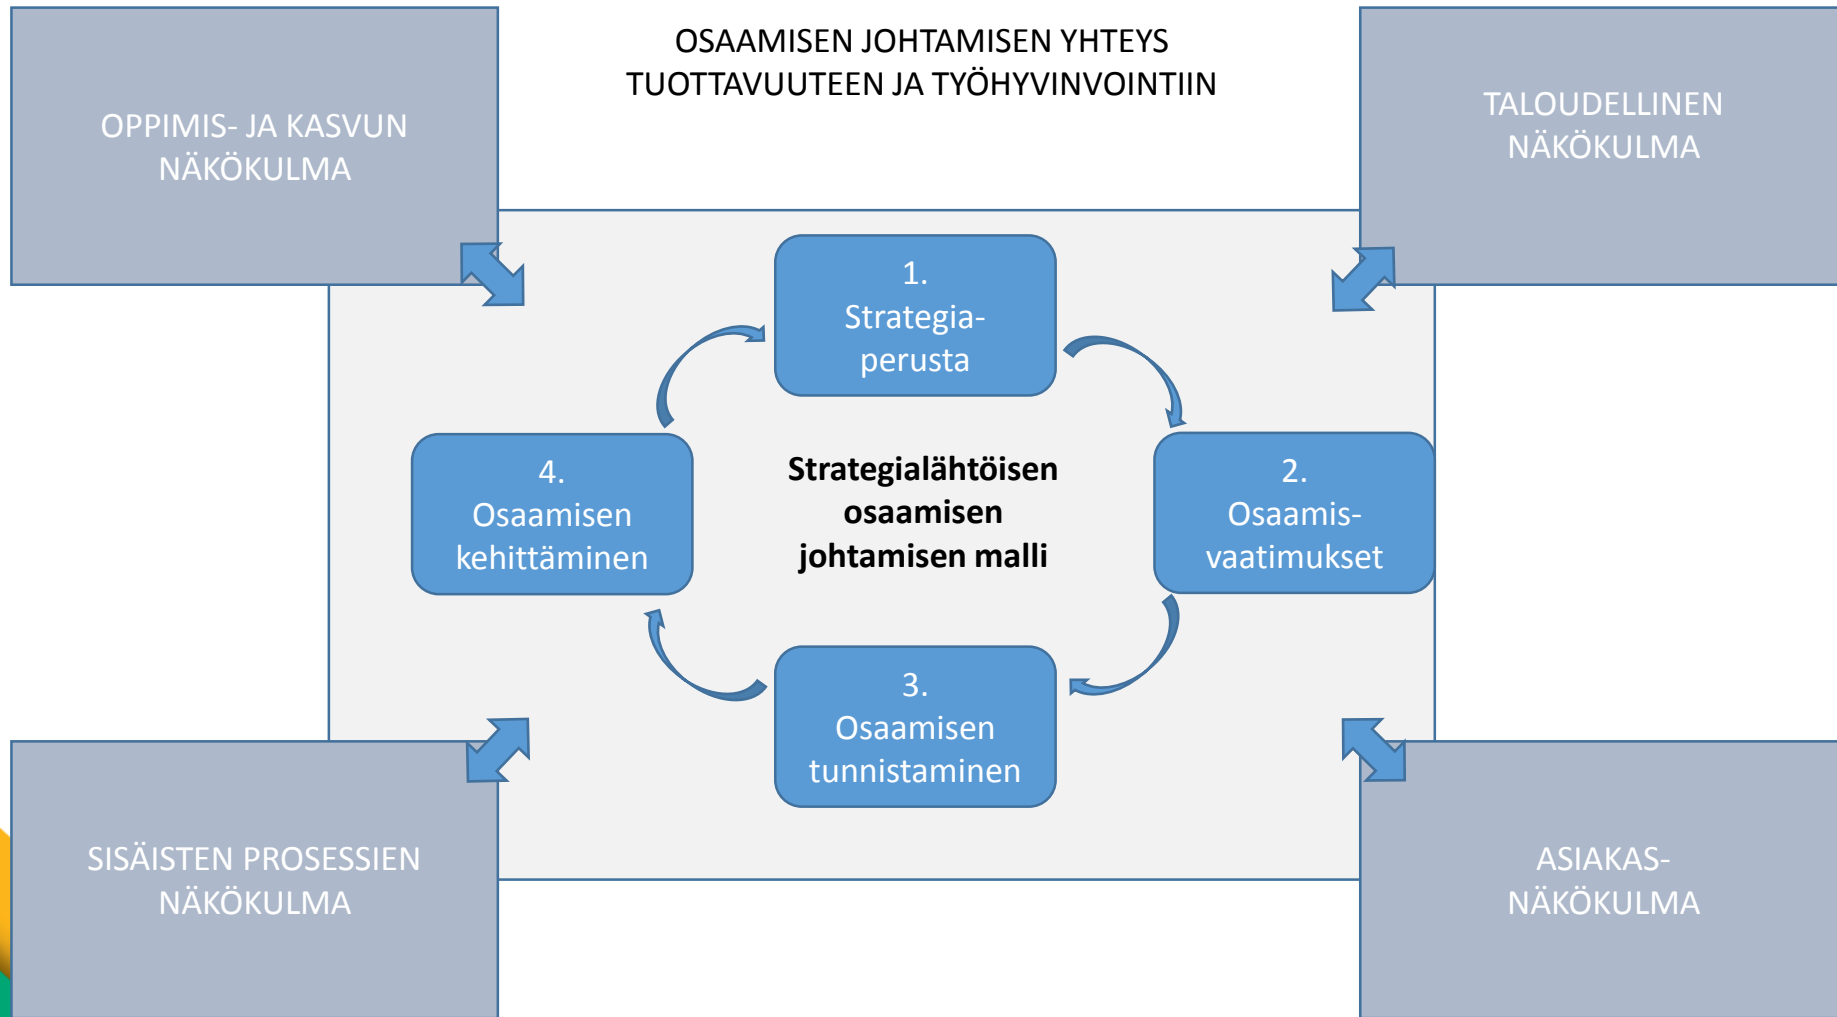 OSAAMISEN JOHTAMISEN YHTEYS
TUOTTAVUUTEEN JA TYÖHYVINVOINTIIN
OPPIMIS- JA KASVUN
NÄKÖKULMA
TALOUDELLINEN
NÄKÖKULMA
1.
Strategia-
perusta
4.
Osaamisen
kehittäminen
Strategialähtöisen
osaamisen
johtamisen malli
2.
Osaamis-
vaatimukset
3.
Osaamisen
tunnistaminen
SISÄISTEN PROSESSIEN
NÄKÖKULMA
ASIAKAS-
NÄKÖKULMA